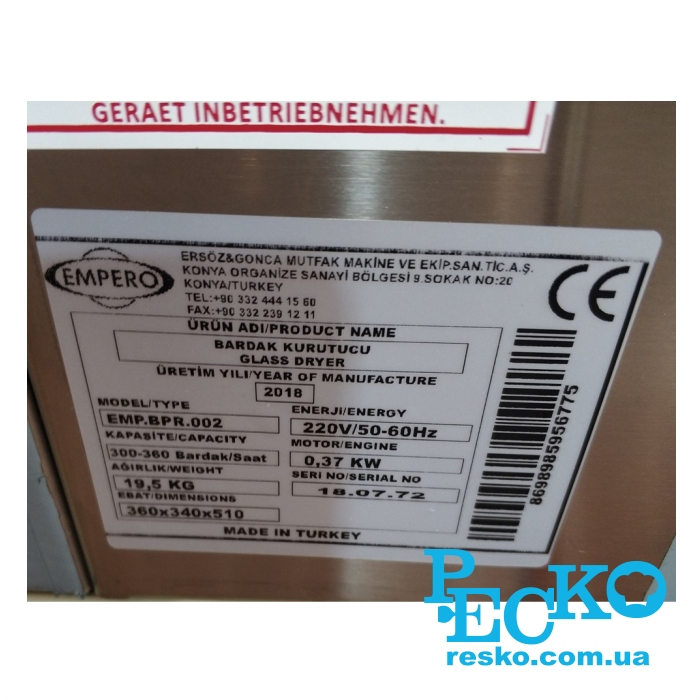 GERAET INBETRIEBNEHMEN.
EMPERO
ERSÖZ&GONCA MUTFAK MAKİNE VE EKİP.SAN.TİC.A.Ş.
KONYA ORGANIZE SANAYİ BÖLGESİ 9.SOKAK NO:20
KONYA/TURKEY
TEL:+90 332 444 15 60
FAX:+90 332 239 12 11
CE
ÜRÜN ADI/PRODUCT NAME
BARDAK KURUTUCU
GLASS DRYER
ÜRETİM YILI/YEAR OF MANUFACTURE
2018
MODEL/TYPE
EMP.BPR.002
ENERJİ/ENERGY
220V/50-60Hz
KAPASİTE/CAPACITY
300-360 Bardak/Saat
MOTOR/ENGINE
0,37 KW
AĞIRLIK/WEIGHT
19,5 KG
SERI NO/SERIAL NO
18.07.72
EBAT/DIMENSIONS
360x340x510
MADE IN TURKEY
8698985956775
РЕСКО
resko.com.ua